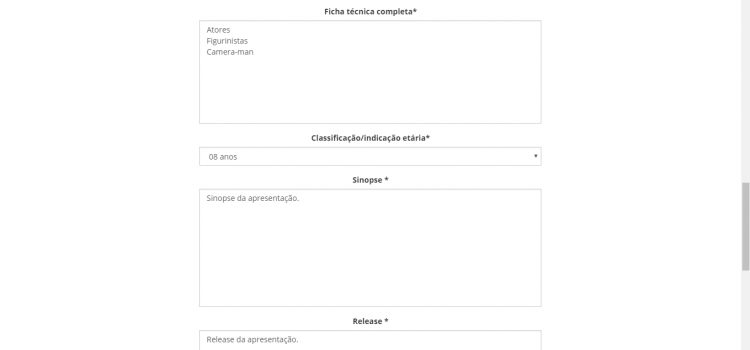 Ficha técnica completa*
Atores
Figurinistas
Camera-man
Classificação/indicação etária*
08 anos
Sinopse *
Sinopse da apresentação.
Release *
Release da apresentação.